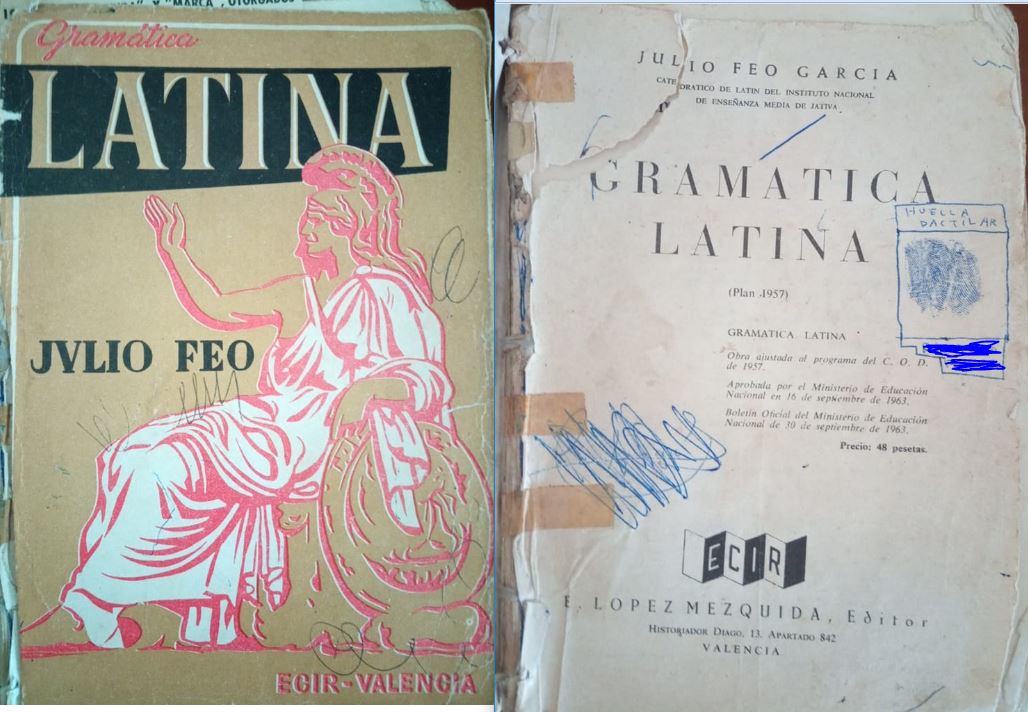 "MARCA", OTORGADOS
Gramática
LATINA
JVLIO FEO
ECIR-VALENCIA
JULIO FEO GARCIA
CATEDRATICO DE LATIN DEL INSTITUTO NACIONAL
DE ENSEÑANZA MEDIA DE JATIVA
GRAMATICA
LATINA
HUELLA
DACTILAR
(Plan 1957)
GRAMATICA LATINA
Obra ajustada al programa del C. O. D.
de 1957.
Aprobada por el Ministerio de Educación
Nacional en 16 de septiembre de 1963.
Boletín Oficial del Ministerio de Educación
Nacional de 30 de septiembre de 1963.
Precio: 48 pesetas.
ECIR
E. LOPEZ MEZQUIDA, Editor
HISTORIADOR DIAGO, 13. APARTADO 842
VALENCIA